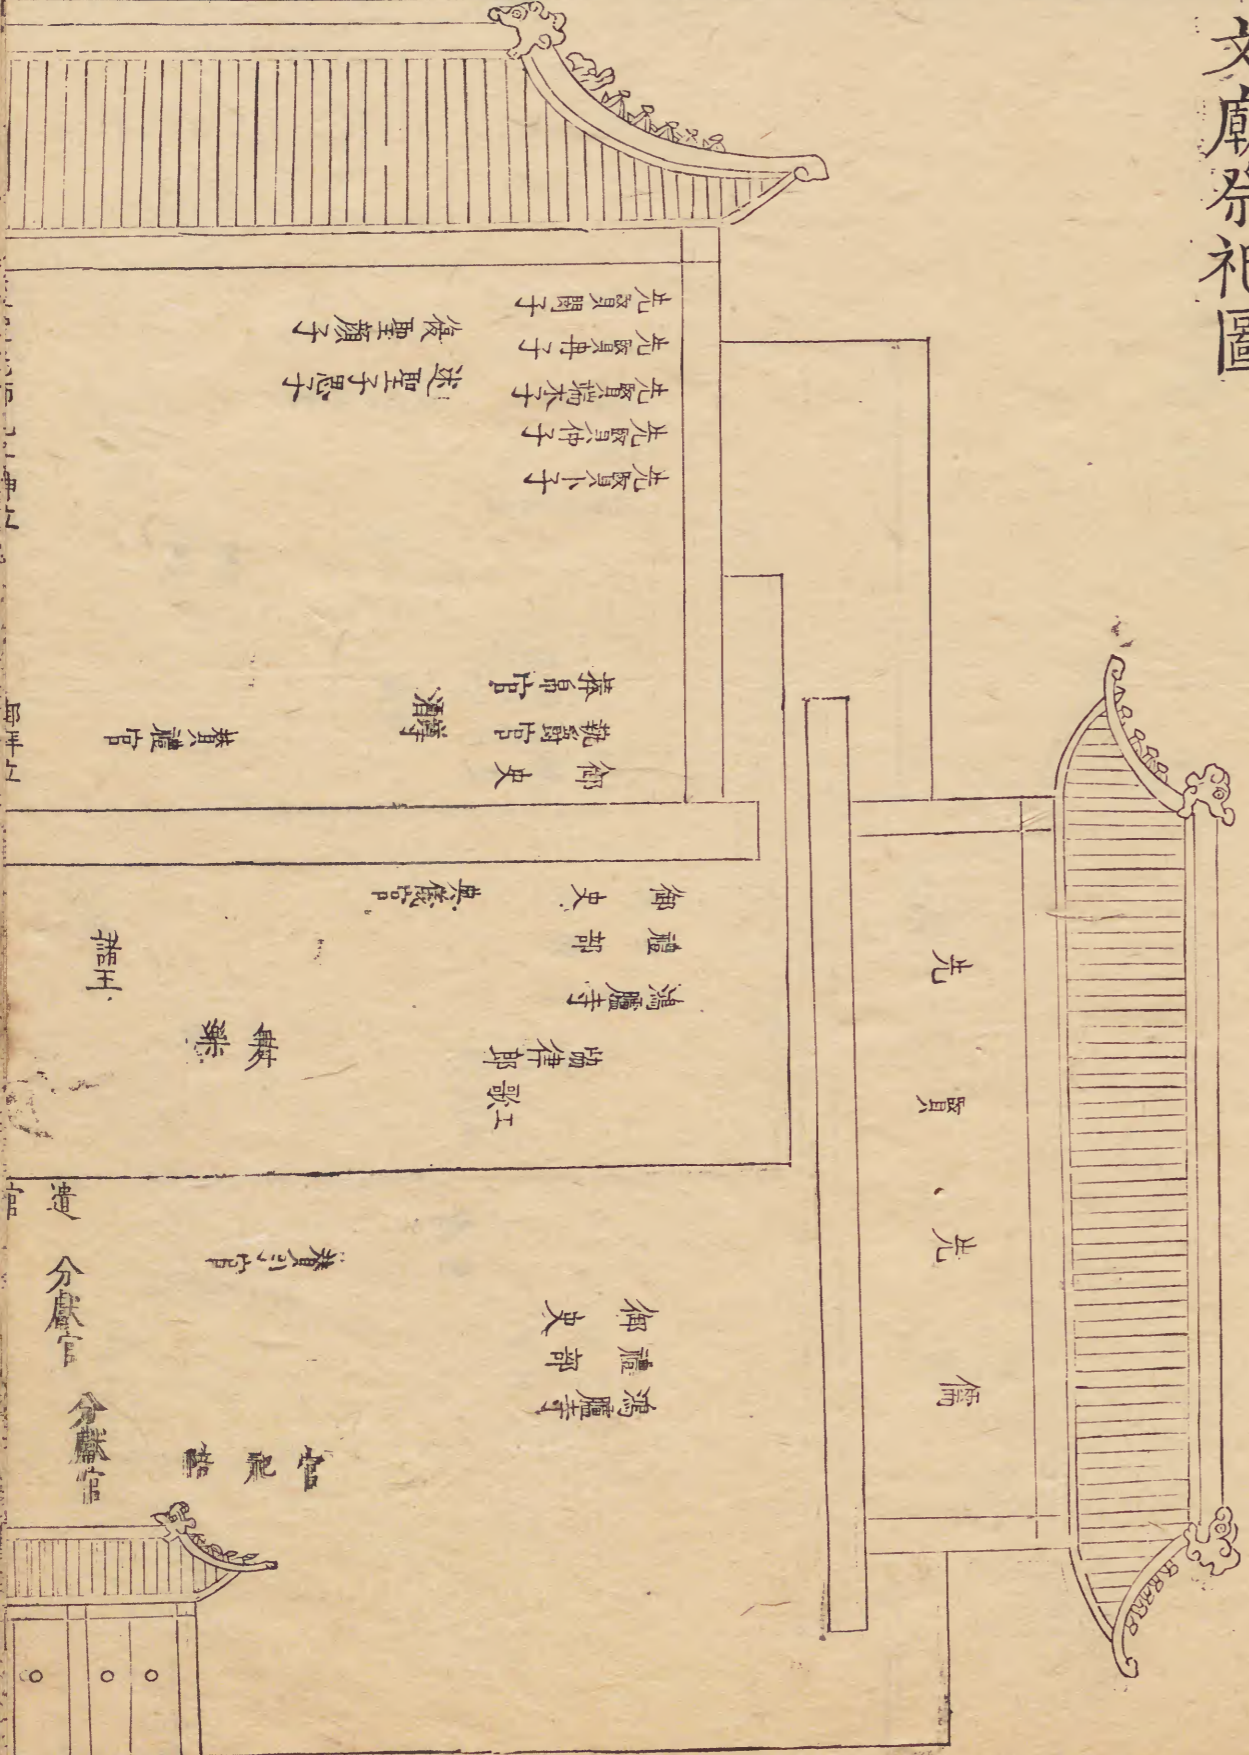 文廟祭祀圖
先賢閔子
先賢冉子
先賢端木子
先賢仲子
先賢卜子
復聖顏子
述聖子思子
奉帛官
執爵官
御史
酒罇
贊禮官
御史
禮部
鴻臚寺
典儀官
協律郎
歌工
舞
樂
諸王
先賢先儒
遣官
贊引官
御史
禮部
鴻臚寺
分獻官
分獻官
陪祀官